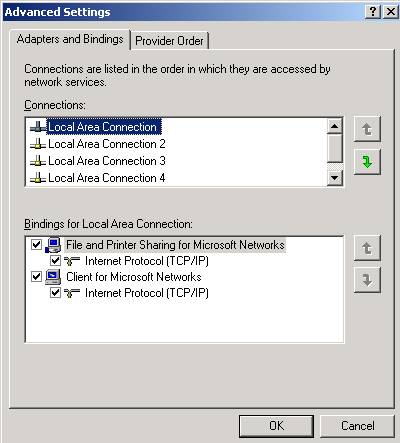 Advanced Settings
Adapters and Bindings
Provider Order
Connections are listed in the order in which they are accessed by
network services.
Connections:
Local Area Connection
Local Area Connection 2
Local Area Connection 3
Local Area Connection 4
Bindings for Local Area Connection:
File and Printer Sharing for Microsoft Networks
Internet Protocol (TCP/IP)
Client for Microsoft Networks
Internet Protocol (TCP/IP)
OK
Cancel